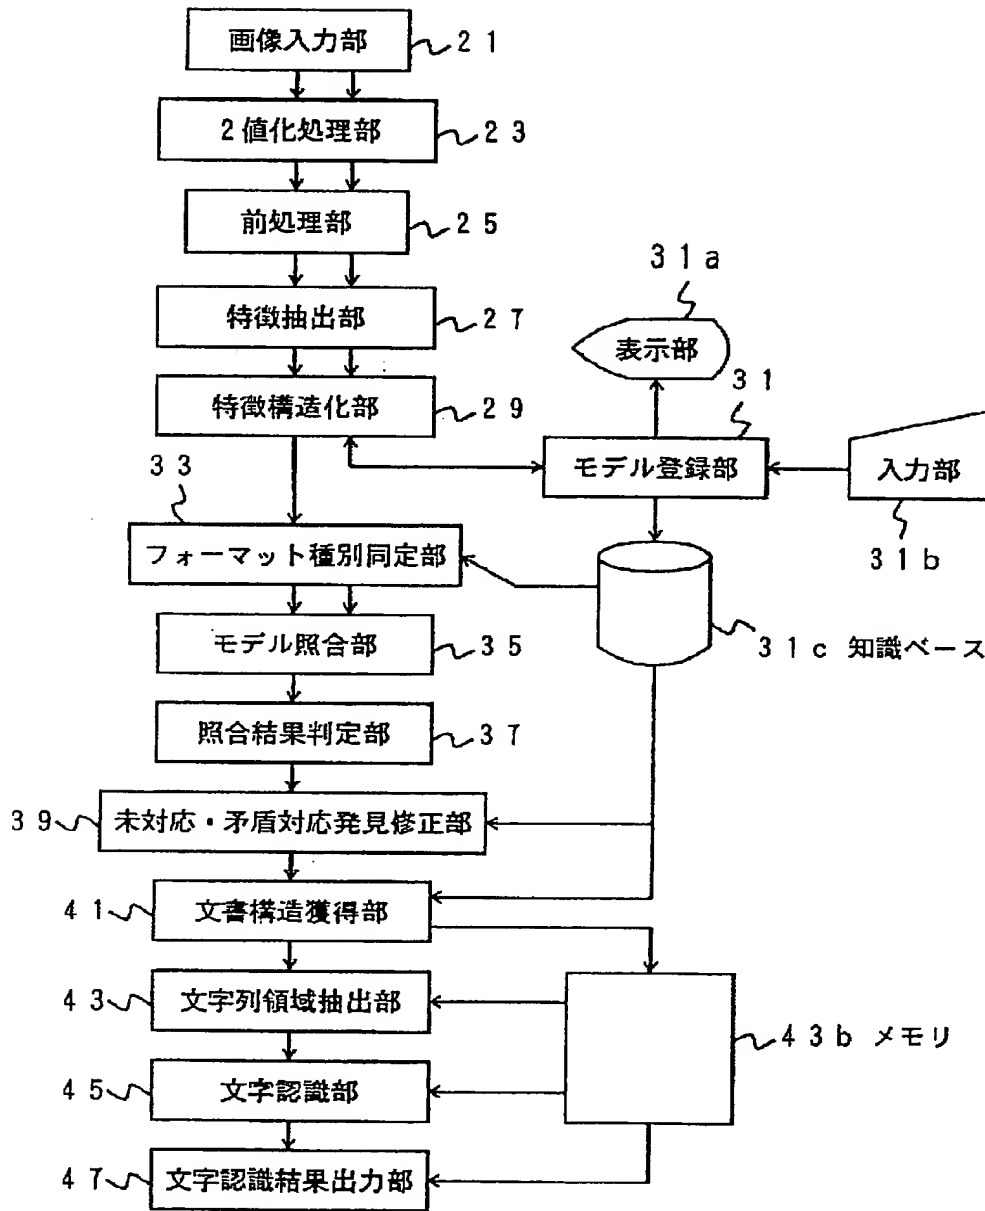 画像入力部 21
2値化処理部 23
前処理部 25
31a
特徴抽出部 27
表示部
31
特徴構造化部 29
モデル登録部
入力部
33
31b
フォーマット種別同定部
モデル照合部 35
31c 知識ベース
照合結果判定部 37
39 未対応・矛盾対応発見修正部
41 文書構造獲得部
43 文字列領域抽出部
43b メモリ
45 文字認識部
47 文字認識結果出力部